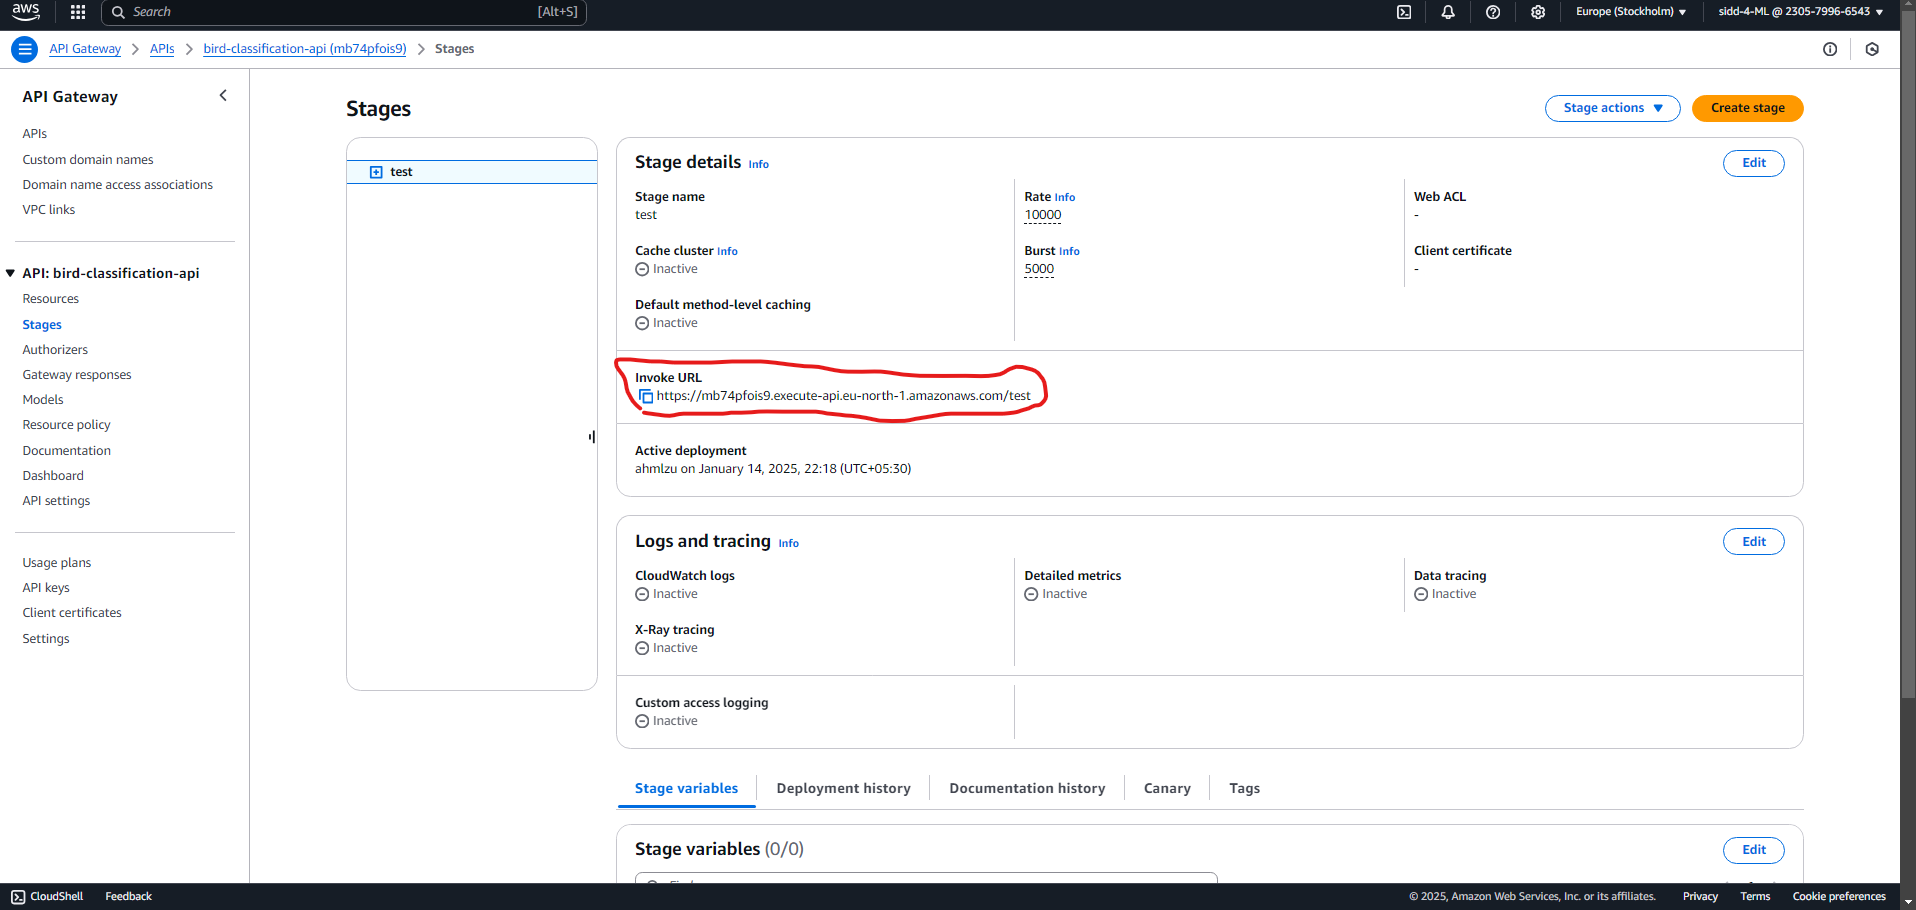 aws
Search [Alt+S]
Europe (Stockholm)
sidd-4-ML @ 2305-7996-6543
API Gateway
APIs
bird-classification-api (mb74pfois9)
Stages
API Gateway
APIs
Custom domain names
Domain name access associations
VPC links
API: bird-classification-api
Resources
Stages
Authorizers
Gateway responses
Models
Resource policy
Documentation
Dashboard
API settings
Usage plans
API keys
Client certificates
Settings
Stages
Stage actions
Create stage
test
Stage details Info
Edit
Stage name
test
Rate Info
10000
Web ACL
-
Cache cluster Info
Inactive
Burst Info
5000
Client certificate
-
Default method-level caching
Inactive
Invoke URL
https://mb74pfois9.execute-api.eu-north-1.amazonaws.com/test
Active deployment
ahmlzu on January 14, 2025, 22:18 (UTC+05:30)
Logs and tracing Info
Edit
CloudWatch logs
Inactive
Detailed metrics
Inactive
Data tracing
Inactive
X-Ray tracing
Inactive
Custom access logging
Inactive
Stage variables
Deployment history
Documentation history
Canary
Tags
Stage variables (0/0)
Edit
CloudShell
Feedback
© 2025, Amazon Web Services, Inc. or its affiliates.
Privacy
Terms
Cookie preferences